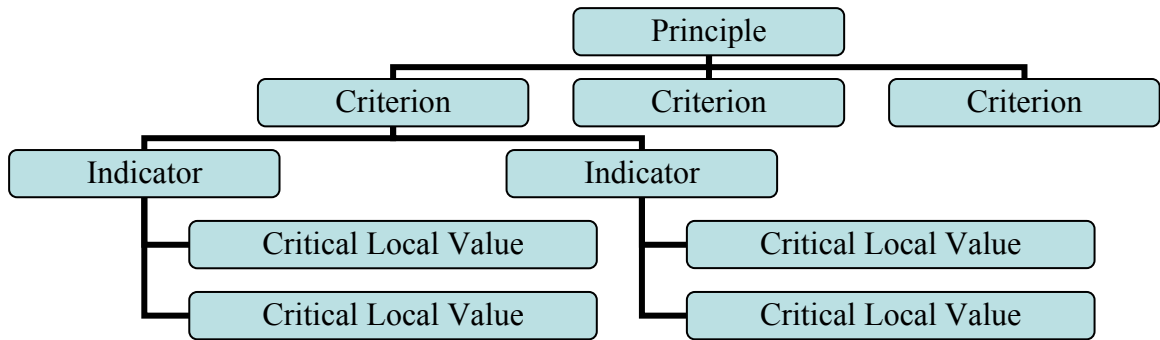 Principle
Criterion
Criterion
Criterion
Indicator
Indicator
Critical Local Value
Critical Local Value
Critical Local Value
Critical Local Value